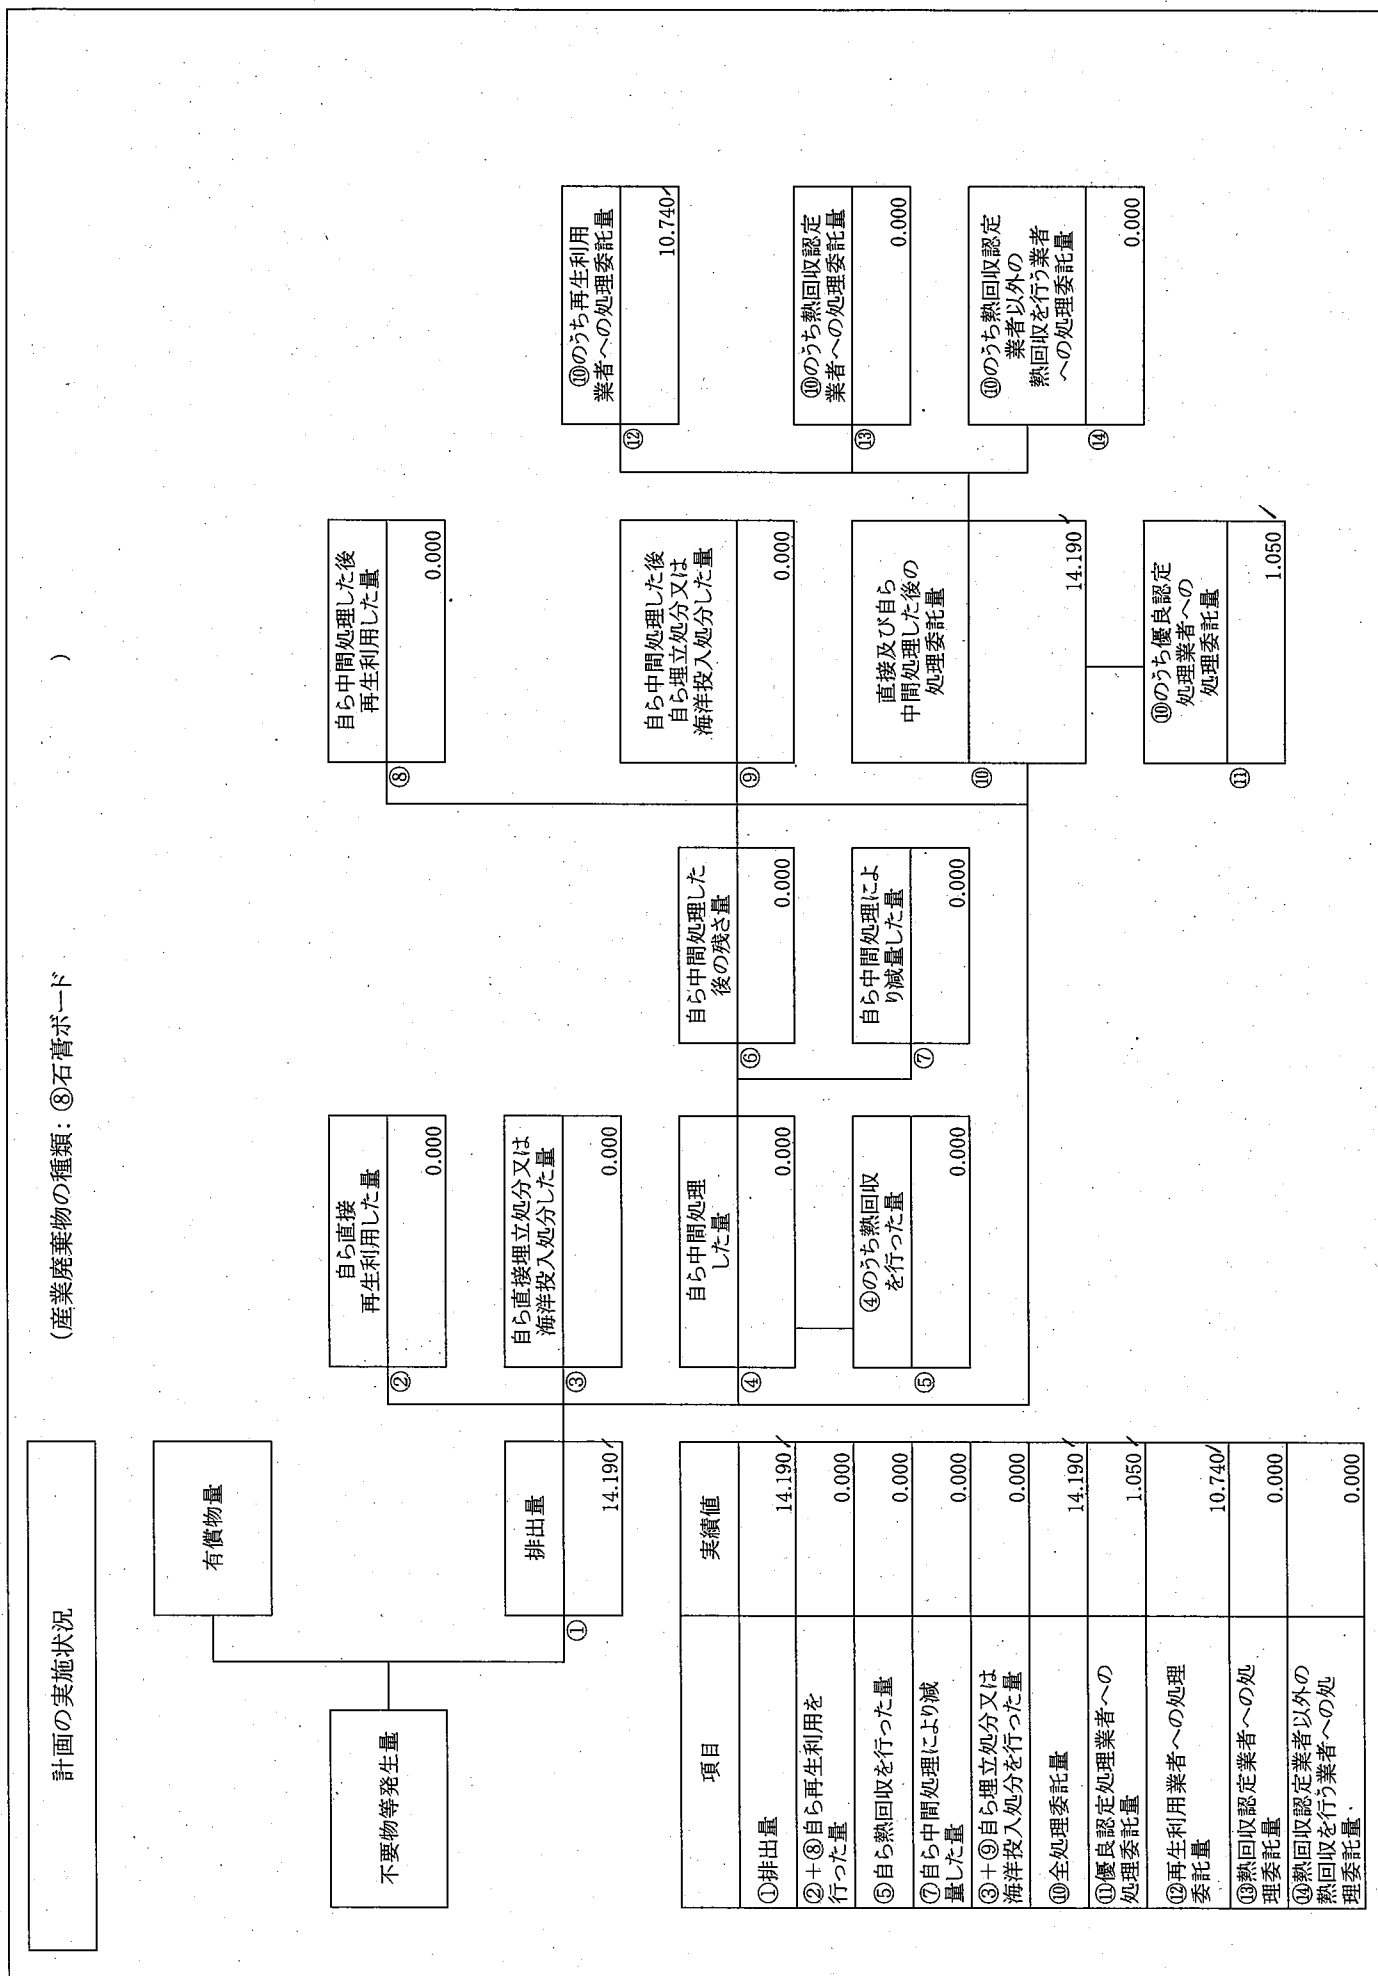 計画の実施状況
(産業廃棄物の種類：⑧石膏ボード
)
不要物等発生量
有償物量
①
排出量
14.190
②
自ら直接
再生利用した量
0.000
③
自ら直接埋立処分又は
海洋投入処分した量
0.000
④
自ら中間処理
した量
0.000
⑤
④のうち熱回収
を行った量
0.000
⑥
自ら中間処理した
後の残さ量
0.000
⑦
自ら中間処理によ
り減量した量
0.000
⑧
自ら中間処理した後
再生利用した量
0.000
⑨
自ら中間処理した後
自ら埋立処分又は
海洋投入処分した量
0.000
⑩
直接及び自ら
中間処理した後の
処理委託量
14.190
⑪
⑩のうち優良認定
処理業者への
処理委託量
1.050
⑫
⑩のうち再生利用
業者への処理委託量
10.740
⑬
⑩のうち熱回収認定
業者への処理委託量
0.000
⑭
⑩のうち熱回収認定
業者以外の
熱回収を行う業者
への処理委託量
0.000
項目 実績値
①排出量 14.190
②＋⑧自ら再生利用を
行った量 0.000
⑤自ら熱回収を行った量 0.000
⑦自ら中間処理により減
量した量 0.000
③＋⑨自ら埋立処分又は
海洋投入処分を行った量 0.000
⑩全処理委託量 14.190
⑪優良認定処理業者への
処理委託量 1.050
⑫再生利用業者への処理
委託量 10.740
⑬熱回収認定業者への処
理委託量 0.000
⑭熱回収認定業者以外の
熱回収を行う業者への処
理委託量 0.000